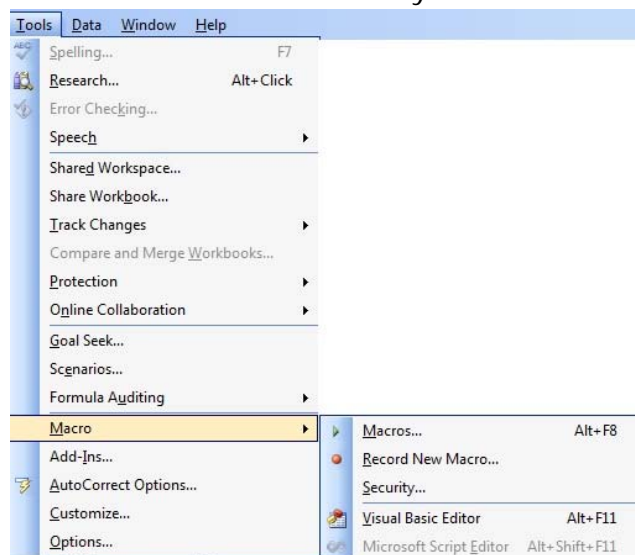 Tools Data Window Help
Spelling... F7
Research... Alt+Click
Error Checking...
Speech
Shared Workspace...
Share Workbook...
Track Changes
Compare and Merge Workbooks...
Protection
Online Collaboration
Goal Seek...
Scenarios...
Formula Auditing
Macro
Macros... Alt+F8
Add-Ins...
Record New Macro...
AutoCorrect Options...
Security...
Customize...
Visual Basic Editor Alt+F11
Options...
Microsoft Script Editor Alt+Shift+F11